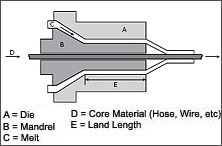 C
A
B
D
E
A = Die
B = Mandrel
C = Melt
D = Core Material (Hose, Wire, etc)
E = Land Length